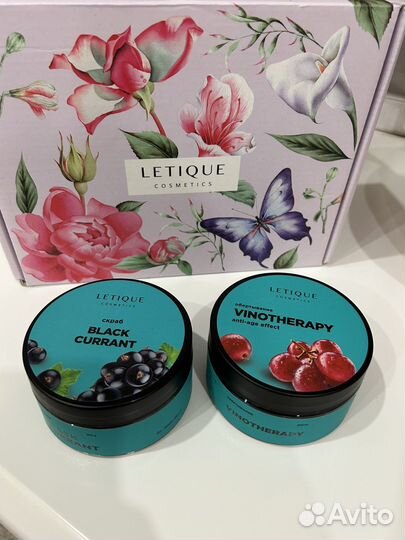 LETIQUE
COSMETICS
LETIQUE
COSMETICS
скраб
BLACK
CURRANT
LETIQUE
COSMETICS
обертывание
VINOTHERAPY
anti-age effect
VINOTHERAPY
Avito